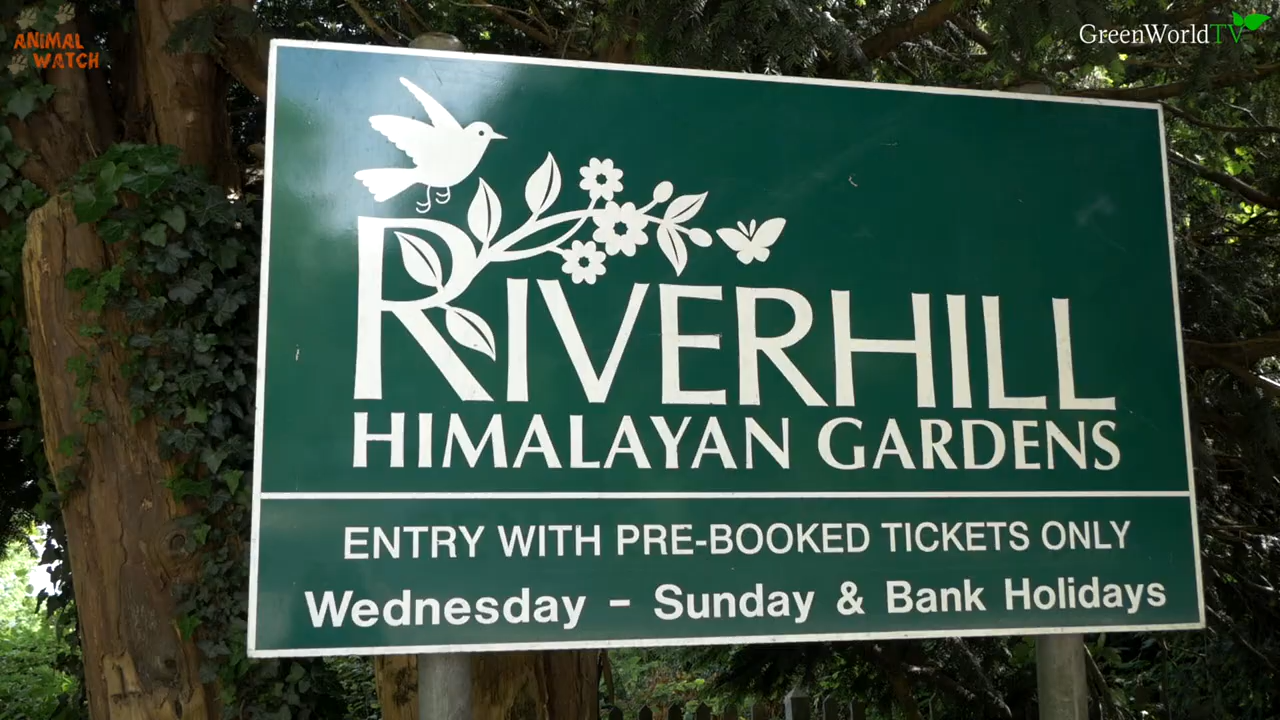 ANIMAL
WATCH
GreenWorldTV
RIVERHILL
HIMALAYAN GARDENS
ENTRY WITH PRE-BOOKED TICKETS ONLY
Wednesday - Sunday & Bank Holidays